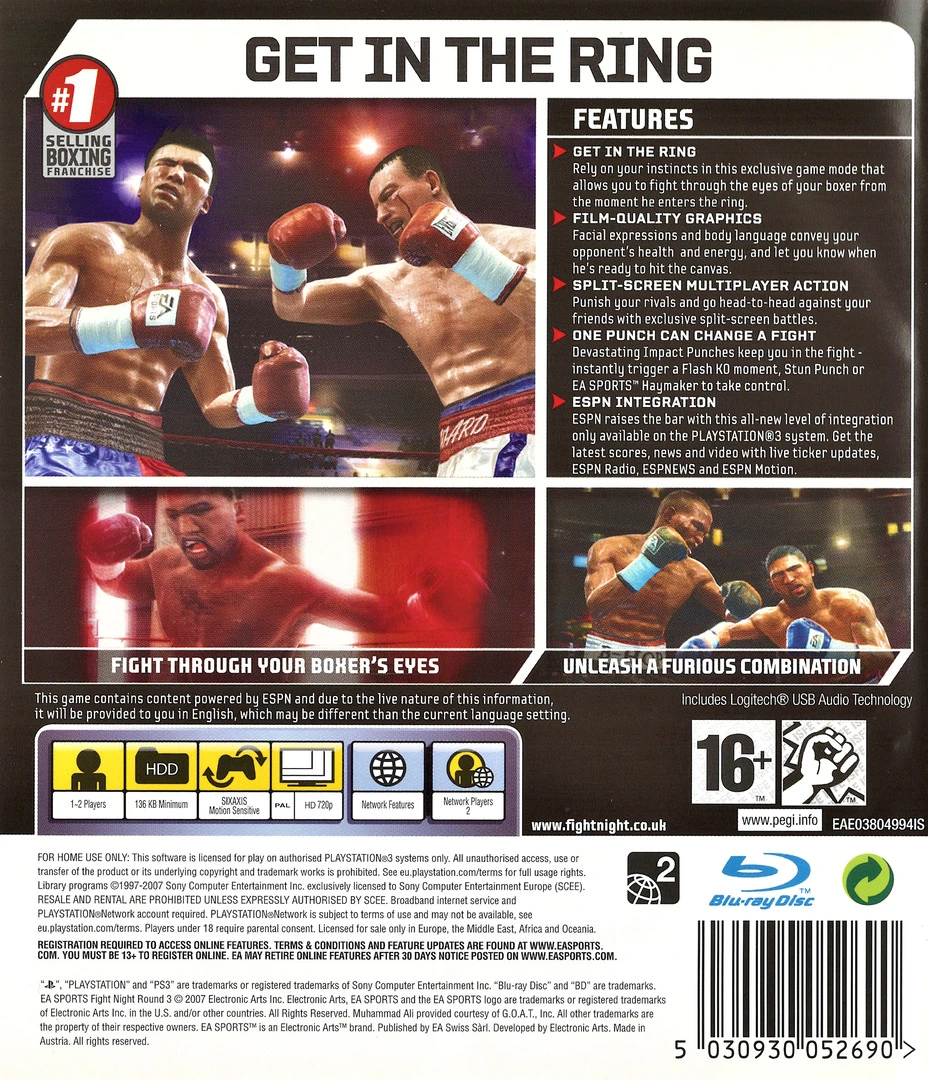 GET IN THE RING
#1
SELLING
BOXING
FRANCHISE
EA
SPORTS
FEATURES
GET IN THE RING
Rely on your instincts in this exclusive game mode that
allows you to fight through the eyes of your boxer from
the moment he enters the ring.
FILM-QUALITY GRAPHICS
Facial expressions and body language convey your
opponent's health and energy, and let you know when
he's ready to hit the canvas.
SPLIT-SCREEN MULTIPLAYER ACTION
Punish your rivals and go head-to-head against your
friends with exclusive split-screen battles.
ONE PUNCH CAN CHANGE A FIGHT
Devastating Impact Punches keep you in the fight -
instantly trigger a Flash KO moment, Stun Punch or
EA SPORTS™ Haymaker to take control.
ESPN INTEGRATION
ESPN raises the bar with this all-new level of integration
only available on the PLAYSTATION®3 system. Get the
latest scores, news and video with live ticker updates,
ESPN Radio, ESPNEWS and ESPN Motion.
FIGHT THROUGH YOUR BOXER'S EYES
UNLEASH A FURIOUS COMBINATION
This game contains content powered by ESPN and due to the live nature of this information,
it will be provided to you in English, which may be different than the current language setting.
Includes Logitech® USB Audio Technology
HDD
1-2 Players
136 KB Minimum
SIXAXIS
Motion Sensitive
PAL
HD 720p
Network Features
Network Players
2
16+
™
™
www.fightnight.co.uk
www.pegi.info
EAE03804994IS
FOR HOME USE ONLY: This software is licensed for play on authorised PLAYSTATION®3 systems only. All unauthorised access, use or
transfer of the product or its underlying copyright and trademark works is prohibited. See eu.playstation.com/terms for full usage rights.
Library programs ©1997-2007 Sony Computer Entertainment Inc. exclusively licensed to Sony Computer Entertainment Europe (SCEE).
RESALE AND RENTAL ARE PROHIBITED UNLESS EXPRESSLY AUTHORISED BY SCEE. Broadband internet service and
PLAYSTATION®Network account required. PLAYSTATION®Network is subject to terms of use and may not be available, see
eu.playstation.com/terms. Players under 18 require parental consent. Licensed for sale only in Europe, the Middle East, Africa and Oceania.
REGISTRATION REQUIRED TO ACCESS ONLINE FEATURES. TERMS & CONDITIONS AND FEATURE UPDATES ARE FOUND AT WWW.EASPORTS.
COM. YOU MUST BE 13+ TO REGISTER ONLINE. EA MAY RETIRE ONLINE FEATURES AFTER 30 DAYS NOTICE POSTED ON WWW.EASPORTS.COM.
2
Blu-ray Disc™
"PS", "PLAYSTATION" and "PS3" are trademarks or registered trademarks of Sony Computer Entertainment Inc. "Blu-ray Disc" and "BD" are trademarks.
EA SPORTS Fight Night Round 3 © 2007 Electronic Arts Inc. Electronic Arts, EA SPORTS and the EA SPORTS logo are trademarks or registered trademarks
of Electronic Arts Inc. in the U.S. and/or other countries. All Rights Reserved. Muhammad Ali provided courtesy of G.O.A.T., Inc. All other trademarks are
the property of their respective owners. EA SPORTS™ is an Electronic Arts™ brand. Published by EA Swiss Sàrl. Developed by Electronic Arts. Made in
Austria. All rights reserved.
5 030930 052690 >